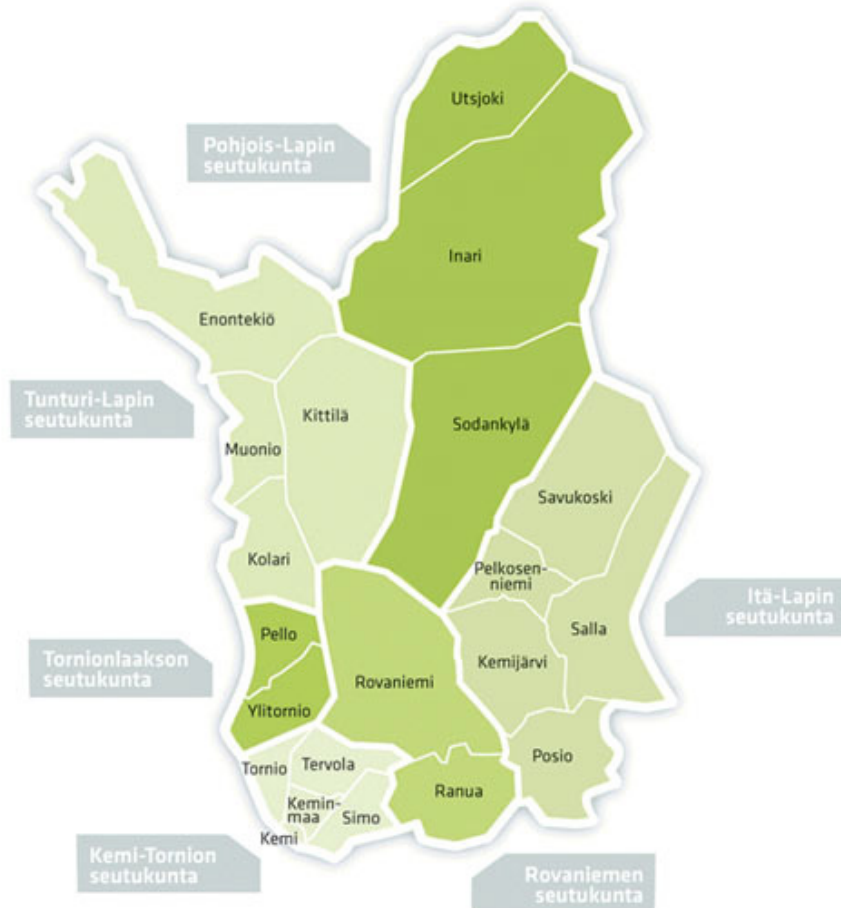 Utsjoki
Pohjois-Lapin
seutukunta
Inari
Enontekiö
Tunturi-Lapin
seutukunta
Kittilä
Sodankylä
Muonio
Savukoski
Kolari
Pelkosen-
niemi
Itä-Lapin
seutukunta
Pello
Salla
Tornionlaakson
seutukunta
Kemijärvi
Rovaniemi
Ylitornio
Posio
Tornio
Tervola
Ranua
Kemin-
maa
Simo
Kemi
Kemi-Tornion
seutukunta
Rovaniemen
seutukunta